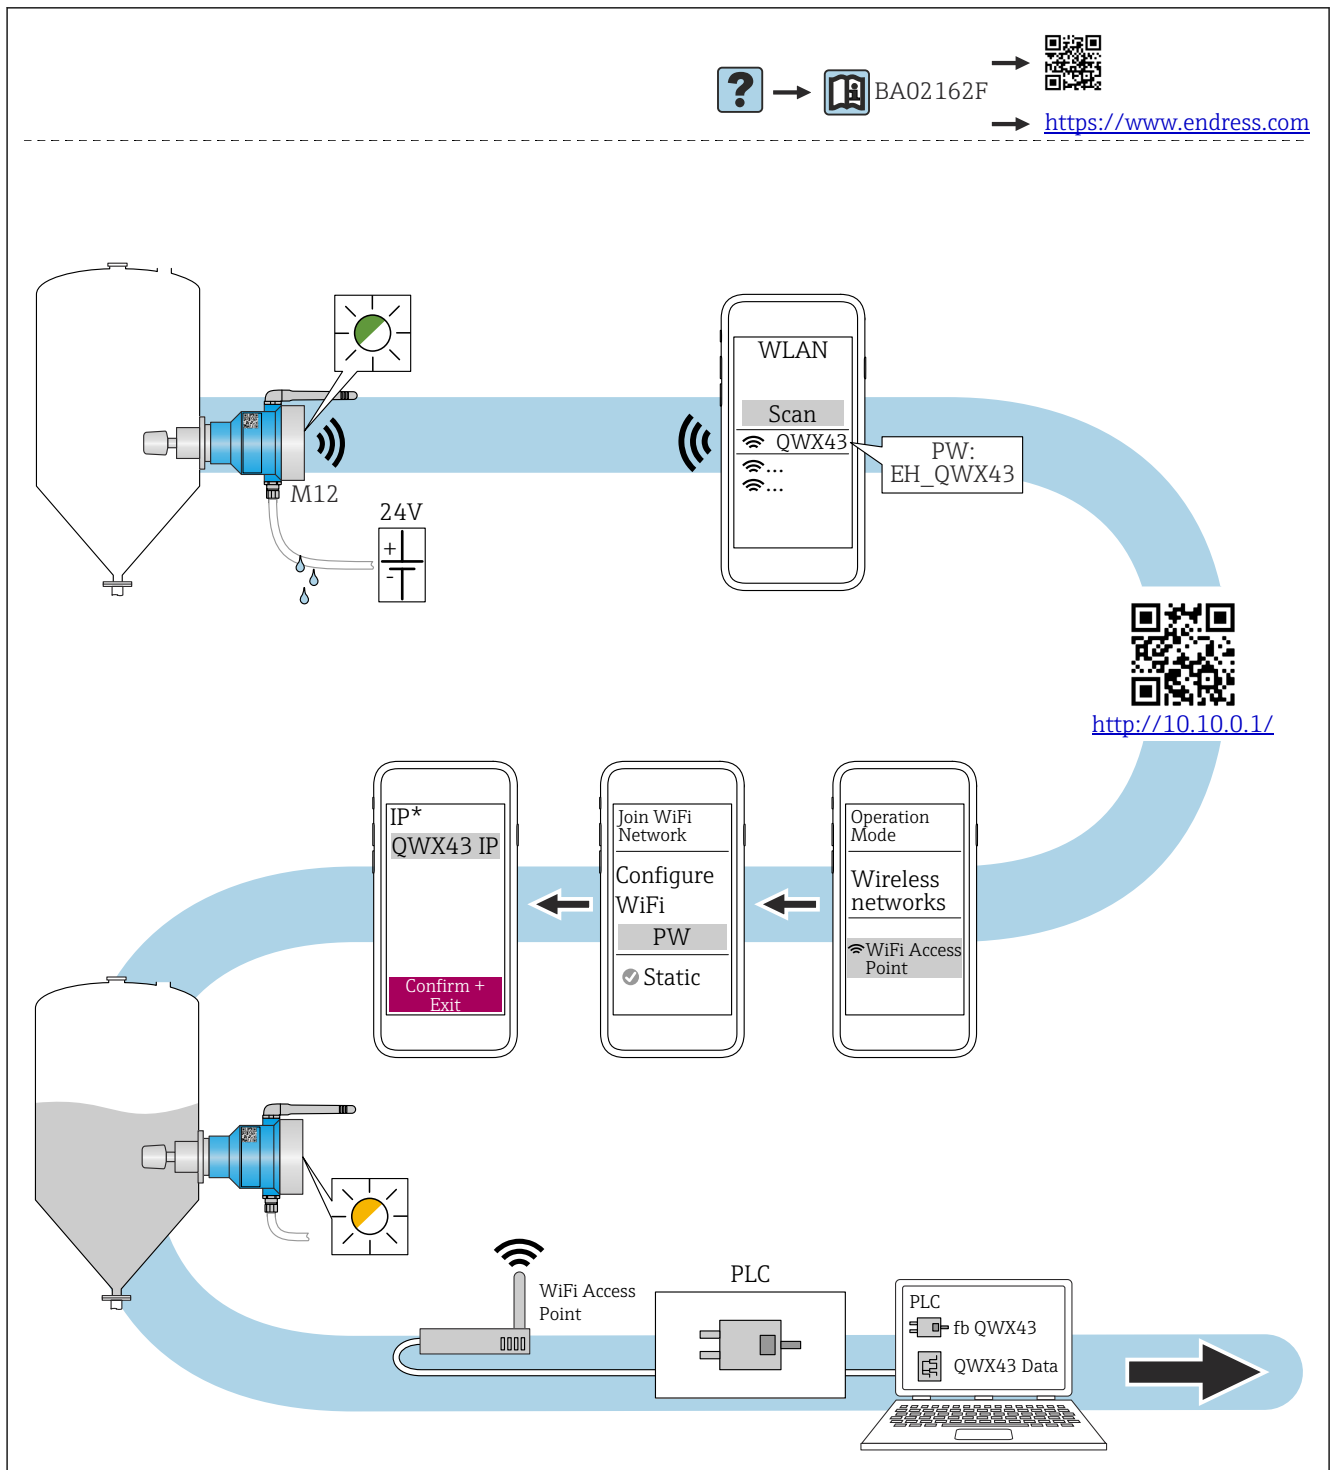 BA02162F
https://www.endress.com
WLAN
Scan
QWX43
...
...
PW:
EH_QWX43
M12
24V
+
-
http://10.10.0.1/
IP*
QWX43 IP
Confirm +
Exit
Join WiFi
Network
Configure
WiFi
PW
Static
Operation
Mode
Wireless
networks
WiFi Access
Point
WiFi Access
Point
PLC
PLC
fb QWX43
QWX43 Data